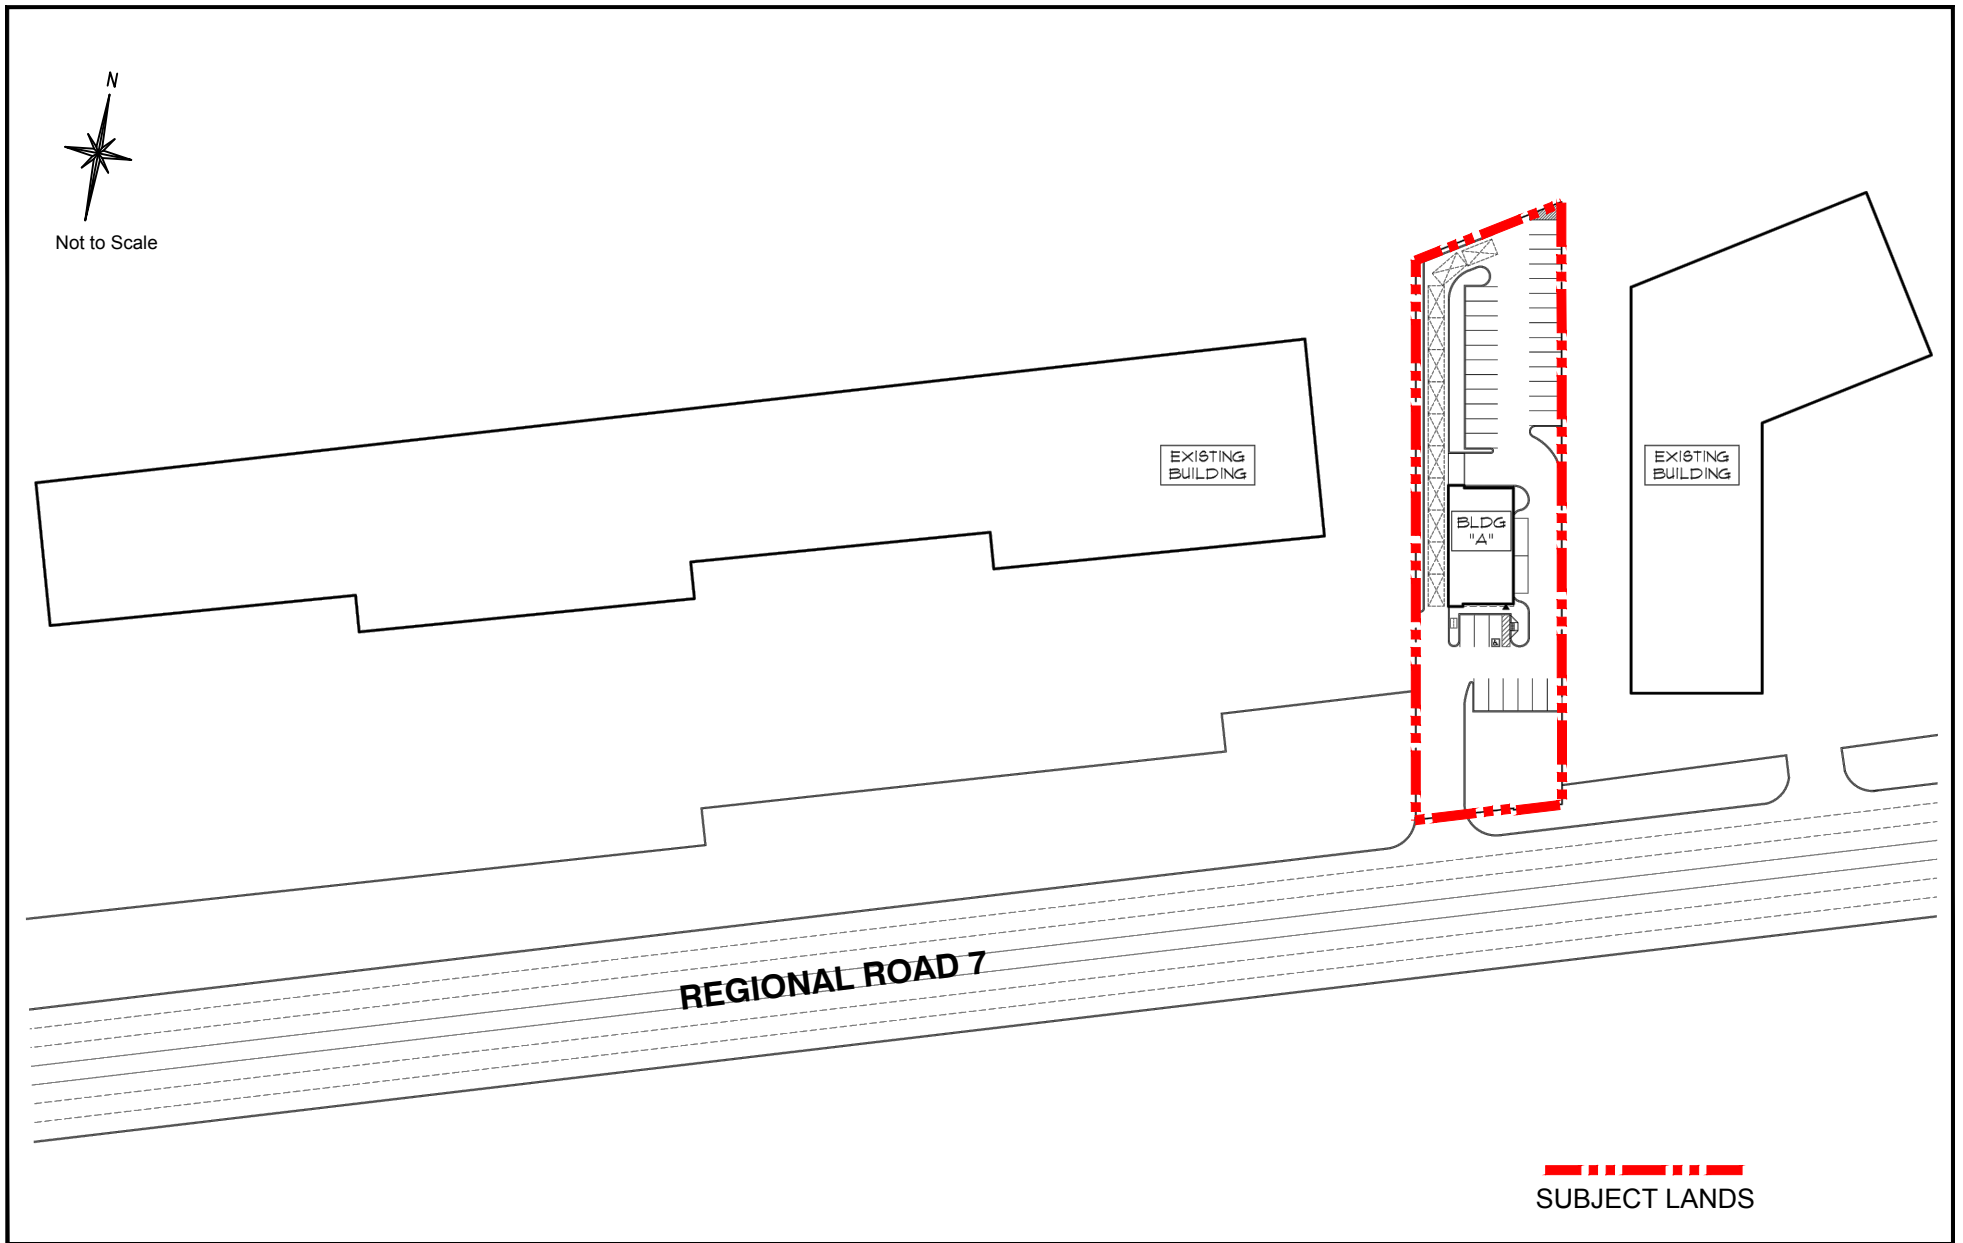 N
Not to Scale
EXISTING
BUILDING
EXISTING
BUILDING
BLDG
"A"
REGIONAL ROAD 7
SUBJECT LANDS